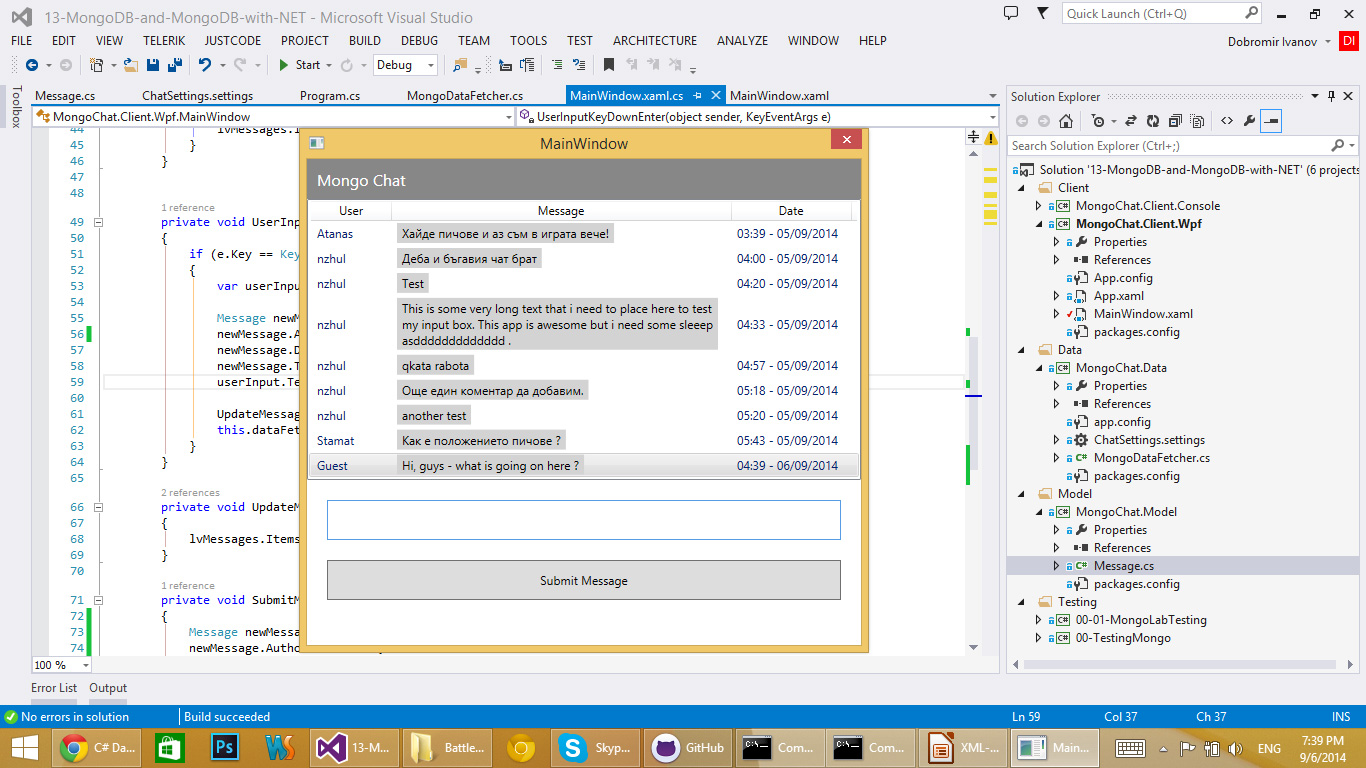 13-MongoDB-and-MongoDB-with-NET - Microsoft Visual Studio
Quick Launch (Ctrl+Q)
FILE EDIT VIEW TELERIK JUSTCODE PROJECT BUILD DEBUG TEAM TOOLS TEST ARCHITECTURE ANALYZE WINDOW HELP
Dobromir Ivanov DI
Start Debug
Toolbox
Message.cs ChatSettings.settings Program.cs MongoDataFetcher.cs MainWindow.xaml.cs MainWindow.xaml
MongoChat.Client.Wpf.MainWindow UserInputKeyDownEnter(object sender, KeyEventArgs e)
44 lvMessages.I
45 }
46 }
47
48
1 reference
49 private void UserInp
50 {
51 if (e.Key == Key
52 {
53 var userInpu
54
55 Message newM
56 newMessage.A
57 newMessage.D
58 newMessage.T
59 userInput.Te
60
61 UpdateMessag
62 this.dataFet
63 }
64 }
65
2 references
66 private void UpdateM
67 {
68 lvMessages.Items
69 }
70
1 reference
71 private void SubmitM
72 {
73 Message newMessa
74 newMessage.Autho
100 %
MainWindow
Mongo Chat
User Message Date
Atanas Хайде пичове и аз съм в играта вече! 03:39 - 05/09/2014
nzhul Деба и бъгавия чат брат 04:00 - 05/09/2014
nzhul Test 04:20 - 05/09/2014
This is some very long text that i need to place here to test
nzhul my input box. This app is awesome but i need some sleeep 04:33 - 05/09/2014
asddddddddddddd .
nzhul qkata rabota 04:57 - 05/09/2014
nzhul Още един коментар да добавим. 05:18 - 05/09/2014
nzhul another test 05:20 - 05/09/2014
Stamat Как е положението пичове ? 05:43 - 05/09/2014
Guest Hi, guys - what is going on here ? 04:39 - 06/09/2014
Submit Message
Solution Explorer
Search Solution Explorer (Ctrl+;)
Solution '13-MongoDB-and-MongoDB-with-NET' (6 projects
Client
MongoChat.Client.Console
MongoChat.Client.Wpf
Properties
References
App.config
App.xaml
MainWindow.xaml
packages.config
Data
MongoChat.Data
Properties
References
app.config
ChatSettings.settings
MongoDataFetcher.cs
packages.config
Model
MongoChat.Model
Properties
References
Message.cs
packages.config
Testing
00-01-MongoLabTesting
00-TestingMongo
Error List Output
No errors in solution Build succeeded Ln 59 Col 37 Ch 37 INS
C# Da... Ps 13-M... Battle... Skyp... GitHub Com... Com... XML-... Main... ENG
7:39 PM
9/6/2014